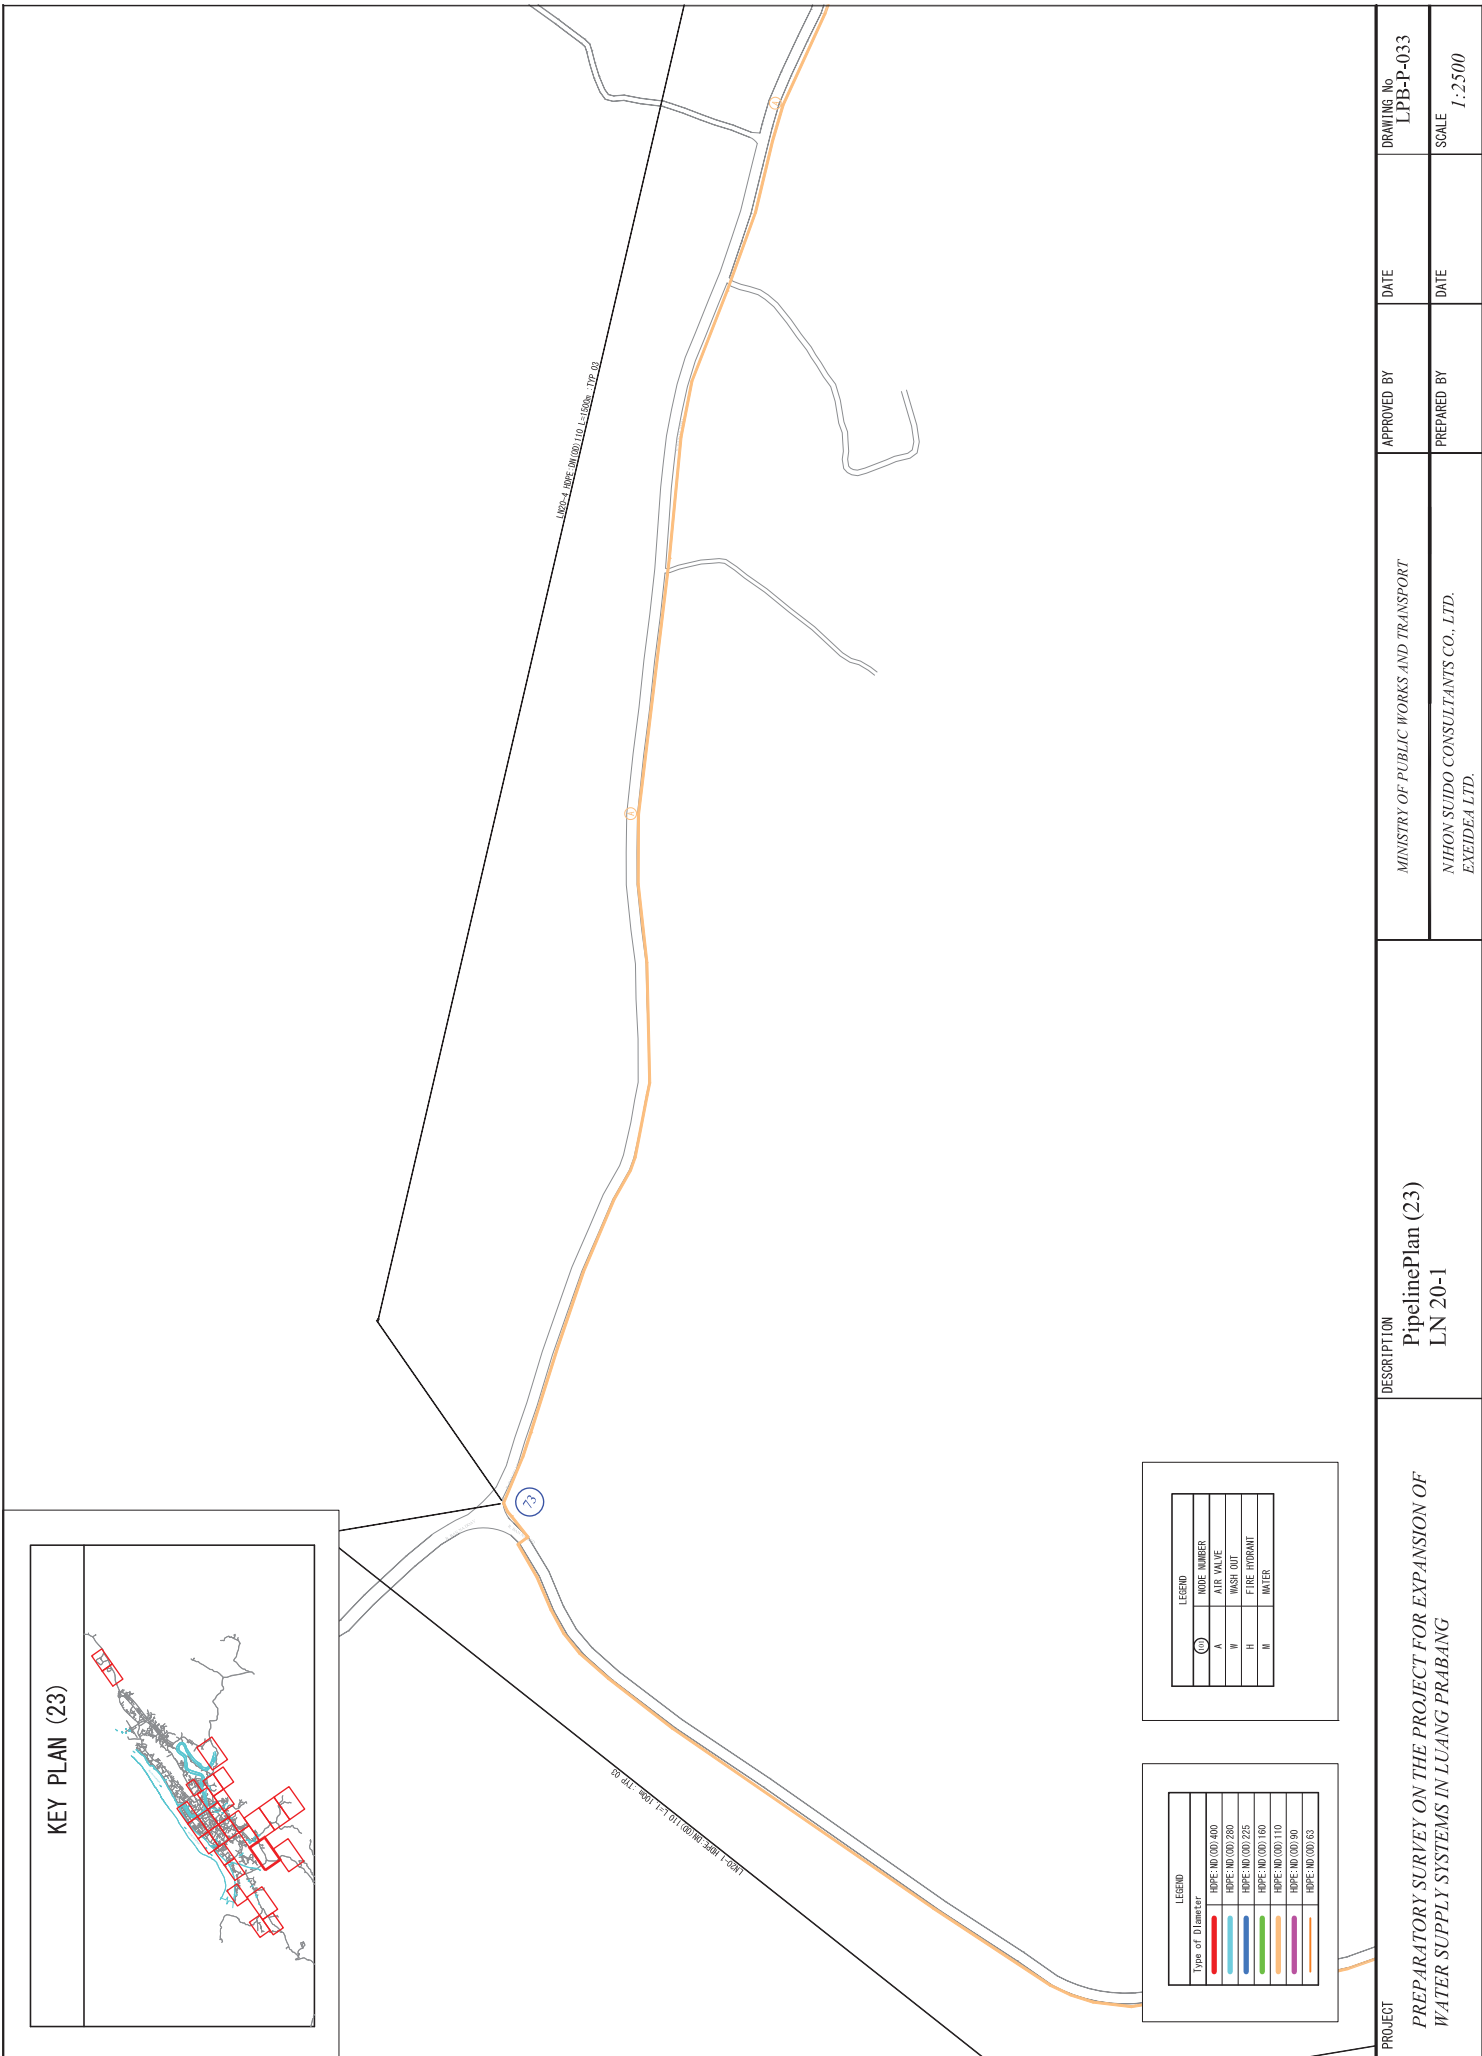 KEY PLAN (23)
LN20-4 HDPE:DN(OD)110 L=1500m :TYP 03
LN20-1 HDPE:DN(OD)110 L=1,100m :TYP 03
73
A
A
LEGEND
Type of Diameter
HDPE:ND(OD)400
HDPE:ND(OD)280
HDPE:ND(OD)225
HDPE:ND(OD)160
HDPE:ND(OD)110
HDPE:ND(OD)90
HDPE:ND(OD)63
LEGEND
101 NODE NUMBER
A AIR VALVE
W WASH OUT
H FIRE HYDRANT
M MATER
PROJECT
PREPARATORY SURVEY ON THE PROJECT FOR EXPANSION OF
WATER SUPPLY SYSTEMS IN LUANG PRABANG
DESCRIPTION
PipelinePlan (23)
LN 20-1
MINISTRY OF PUBLIC WORKS AND TRANSPORT
NIHON SUIDO CONSULTANTS CO., LTD.
EXEIDEA LTD.
APPROVED BY
PREPARED BY
DATE
DATE
DRAWING No
LPB-P-033
SCALE
1:2500